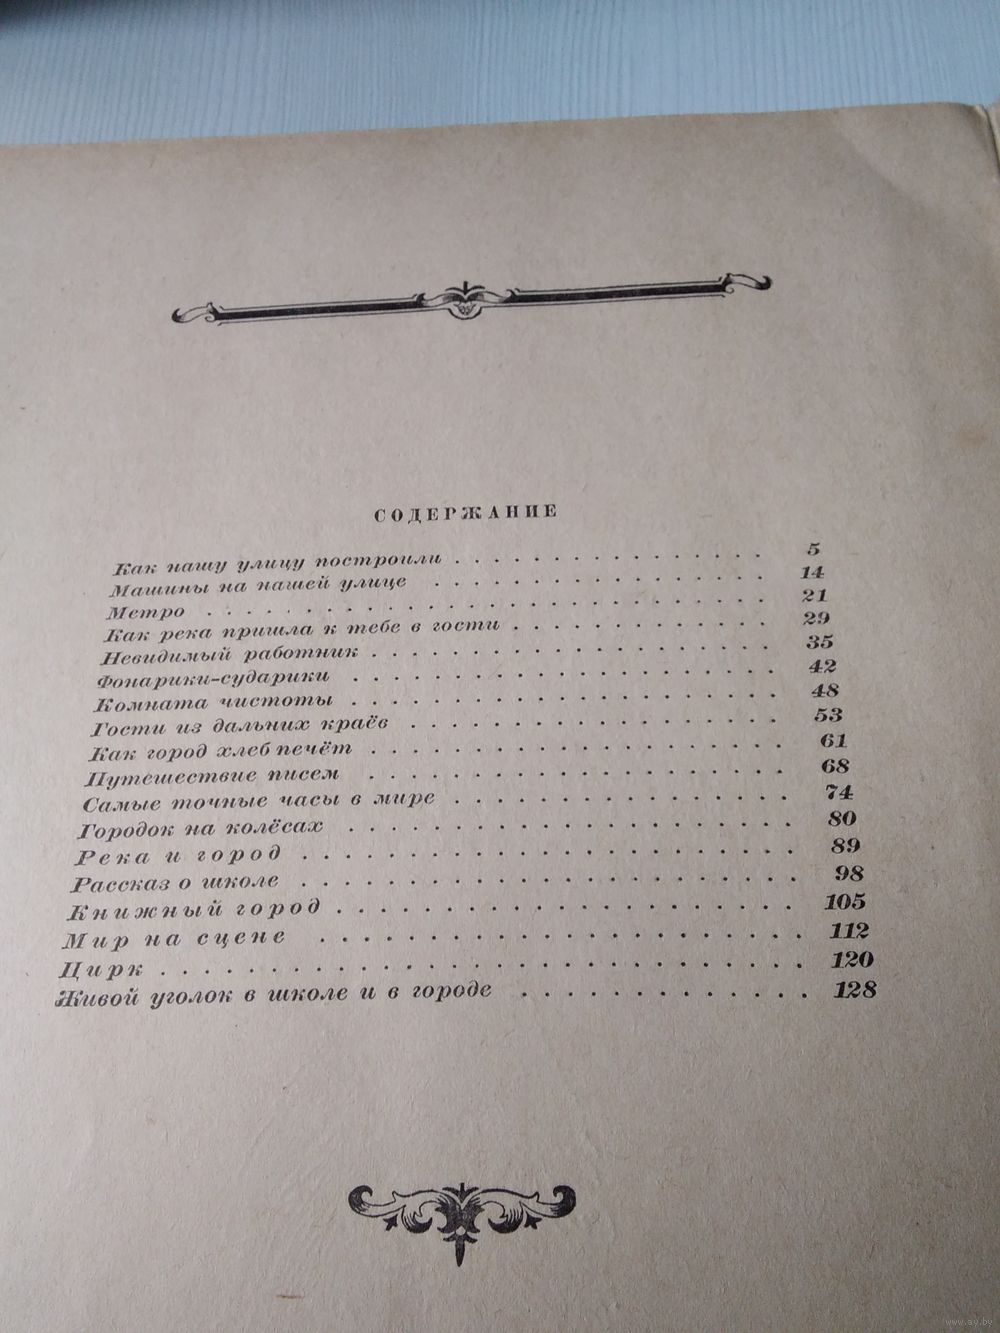 СОДЕРЖАНИЕ
Как нашу улицу построили . . . . . . . . . . . . . . . 5
Машины на нашей улице . . . . . . . . . . . . . . . . 14
Метро . . . . . . . . . . . . . . . . . . . . . . . . 21
Как река пришла к тебе в гости . . . . . . . . . . . . 29
Невидимый работник . . . . . . . . . . . . . . . . . . 35
Фонарики-сударики . . . . . . . . . . . . . . . . . . 42
Комната чистоты . . . . . . . . . . . . . . . . . . . 48
Гости из дальних краёв . . . . . . . . . . . . . . . . 53
Как город хлеб печёт . . . . . . . . . . . . . . . . . 61
Путешествие писем . . . . . . . . . . . . . . . . . . 68
Самые точные часы в мире . . . . . . . . . . . . . . . 74
Городок на колёсах . . . . . . . . . . . . . . . . . . 80
Река и город . . . . . . . . . . . . . . . . . . . . . 89
Рассказ о школе . . . . . . . . . . . . . . . . . . . 98
Книжный город . . . . . . . . . . . . . . . . . . . . 105
Мир на сцене . . . . . . . . . . . . . . . . . . . . . 112
Цирк . . . . . . . . . . . . . . . . . . . . . . . . . 120
Живой уголок в школе и в городе . . . . . . . . . . . . 128
www.ay.by